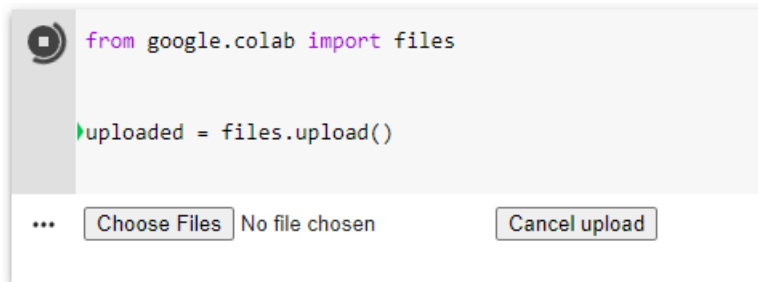 from google.colab import files
uploaded = files.upload()
Choose Files No file chosen Cancel upload